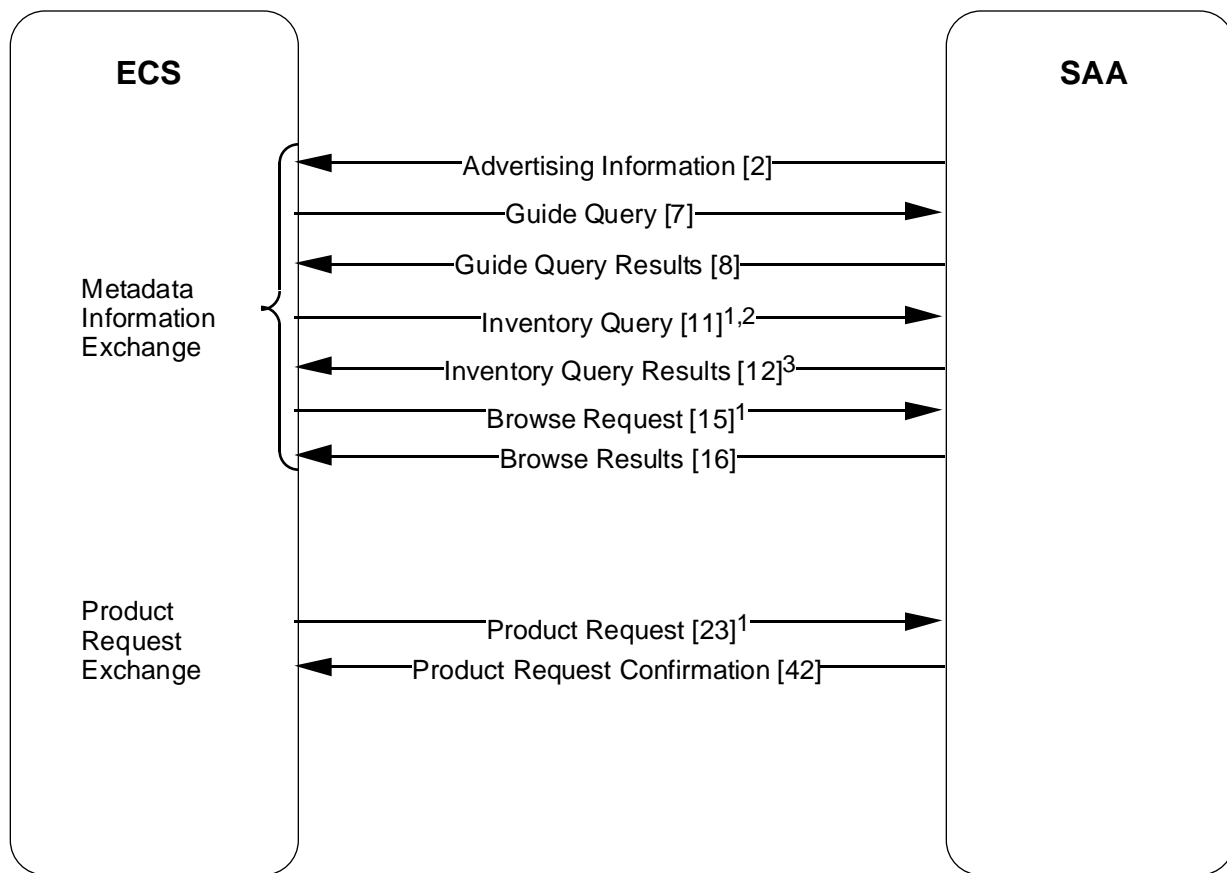 ECS
SAA
Advertising Information [2]
Guide Query [7]
Guide Query Results [8]
Metadata
Information
Exchange
Inventory Query [11]1,2
Inventory Query Results [12]3
Browse Request [15]1
Browse Results [16]
Product
Request
Exchange
Product Request [23]1
Product Request Confirmation [42]